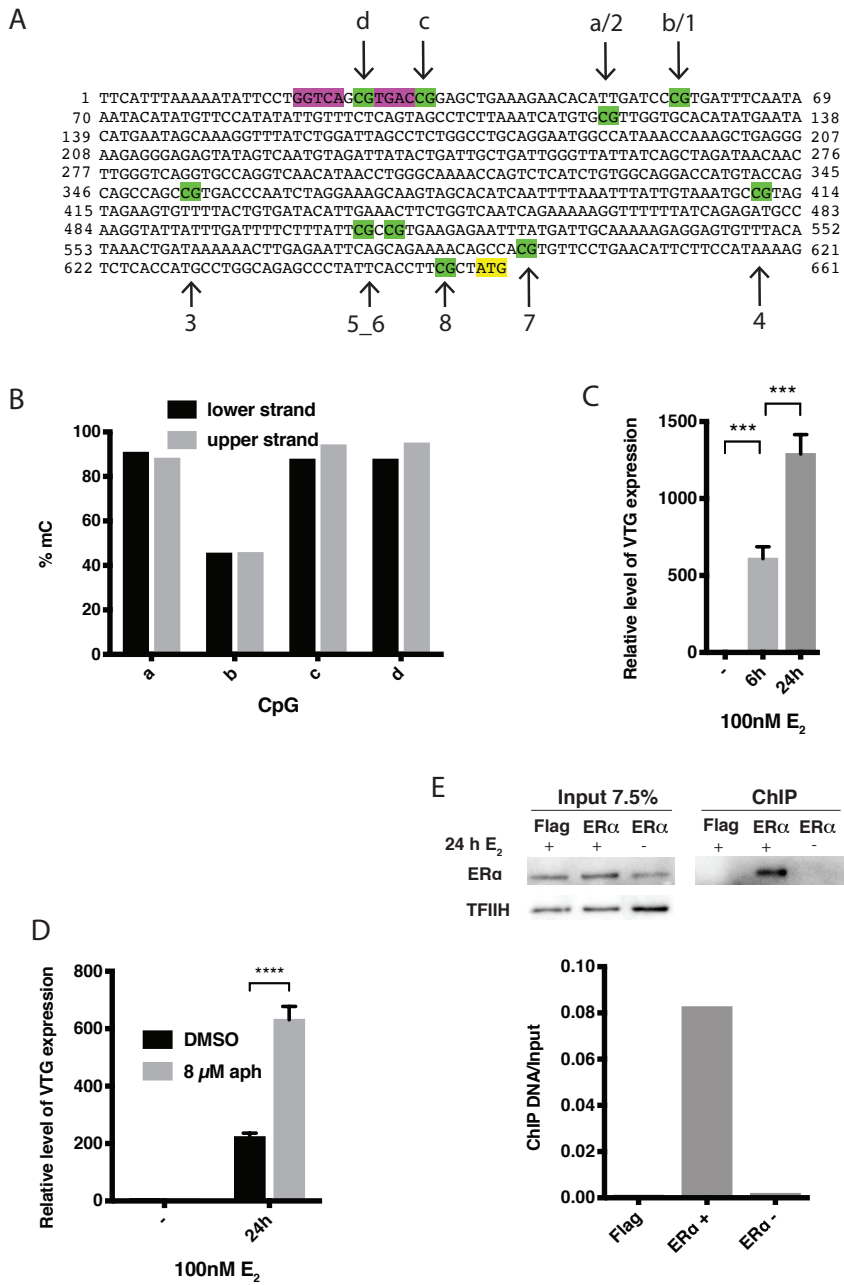 A
d c a/2 b/1
1 TTCATTTAAAAATATTCCTGGTCAGCGTGACCGGAGCTGAAAGAACACATTGATCCCGTGATTTCAATA 69
70 AATACATATGTTCCATATATTGTTTCTCAGTAGCCTCTTAAATCATGTGCGTTGGTGCACATATGAATA 138
139 CATGAATAGCAAAGGTTTATCTGGATTAGCCTCTGGCCTGCAGGAATGGCCATAAACCAAAGCTGAGGG 207
208 AAGAGGGAGAGTATAGTCAATGTAGATTATACTGATTGCTGATTGGGTTATTATCAGCTAGATAACAAC 276
277 TTGGGTCAGGTGCCAGGTCAACATAACCTGGGCAAAACCAGTCTCATCTGTGGCAGGACCATGTACCAG 345
346 CAGCCAGCCGTGACCCAATCTAGGAAAGCAAGTAGCACATCAATTTTAAATTTATTGTAAATGCCGTAG 414
415 TAGAAGTGTTTTACTGTGATACATTGAAACTTCTGGTCAATCAGAAAAAGGTTTTTTATCAGAGATGCC 483
484 AAGGTATTATTTGATTTTCTTTATTCGCCGTGAAGAGAATTTATGATTGCAAAAAGAGGAGTGTTTACA 552
553 TAAACTGATAAAAAACTTGAGAATTCAGCAGAAAACAGCCACGTGTTCCTGAACATTCTTCCATAAAAG 621
622 TCTCACCATGCCTGGCAGAGCCCTATTCACCTTCGCTATG 661
3 5_6 8 7 4
B
lower strand
upper strand
% mC
100
80
60
40
20
0
a b c d
CpG
C
Relative level of VTG expression
1500
1000
500
0
*** ***
- 6h 24h
100nM E2
D
Relative level of VTG expression
800
600
400
200
0
****
DMSO
8 µM aph
- 24h
100nM E2
E
Input 7.5% ChIP
Flag ERα ERα Flag ERα ERα
24 h E2 + + - + + -
ERα
TFIIH
ChIP DNA/Input
0.10
0.08
0.06
0.04
0.02
0.00
Flag ERα + ERα -